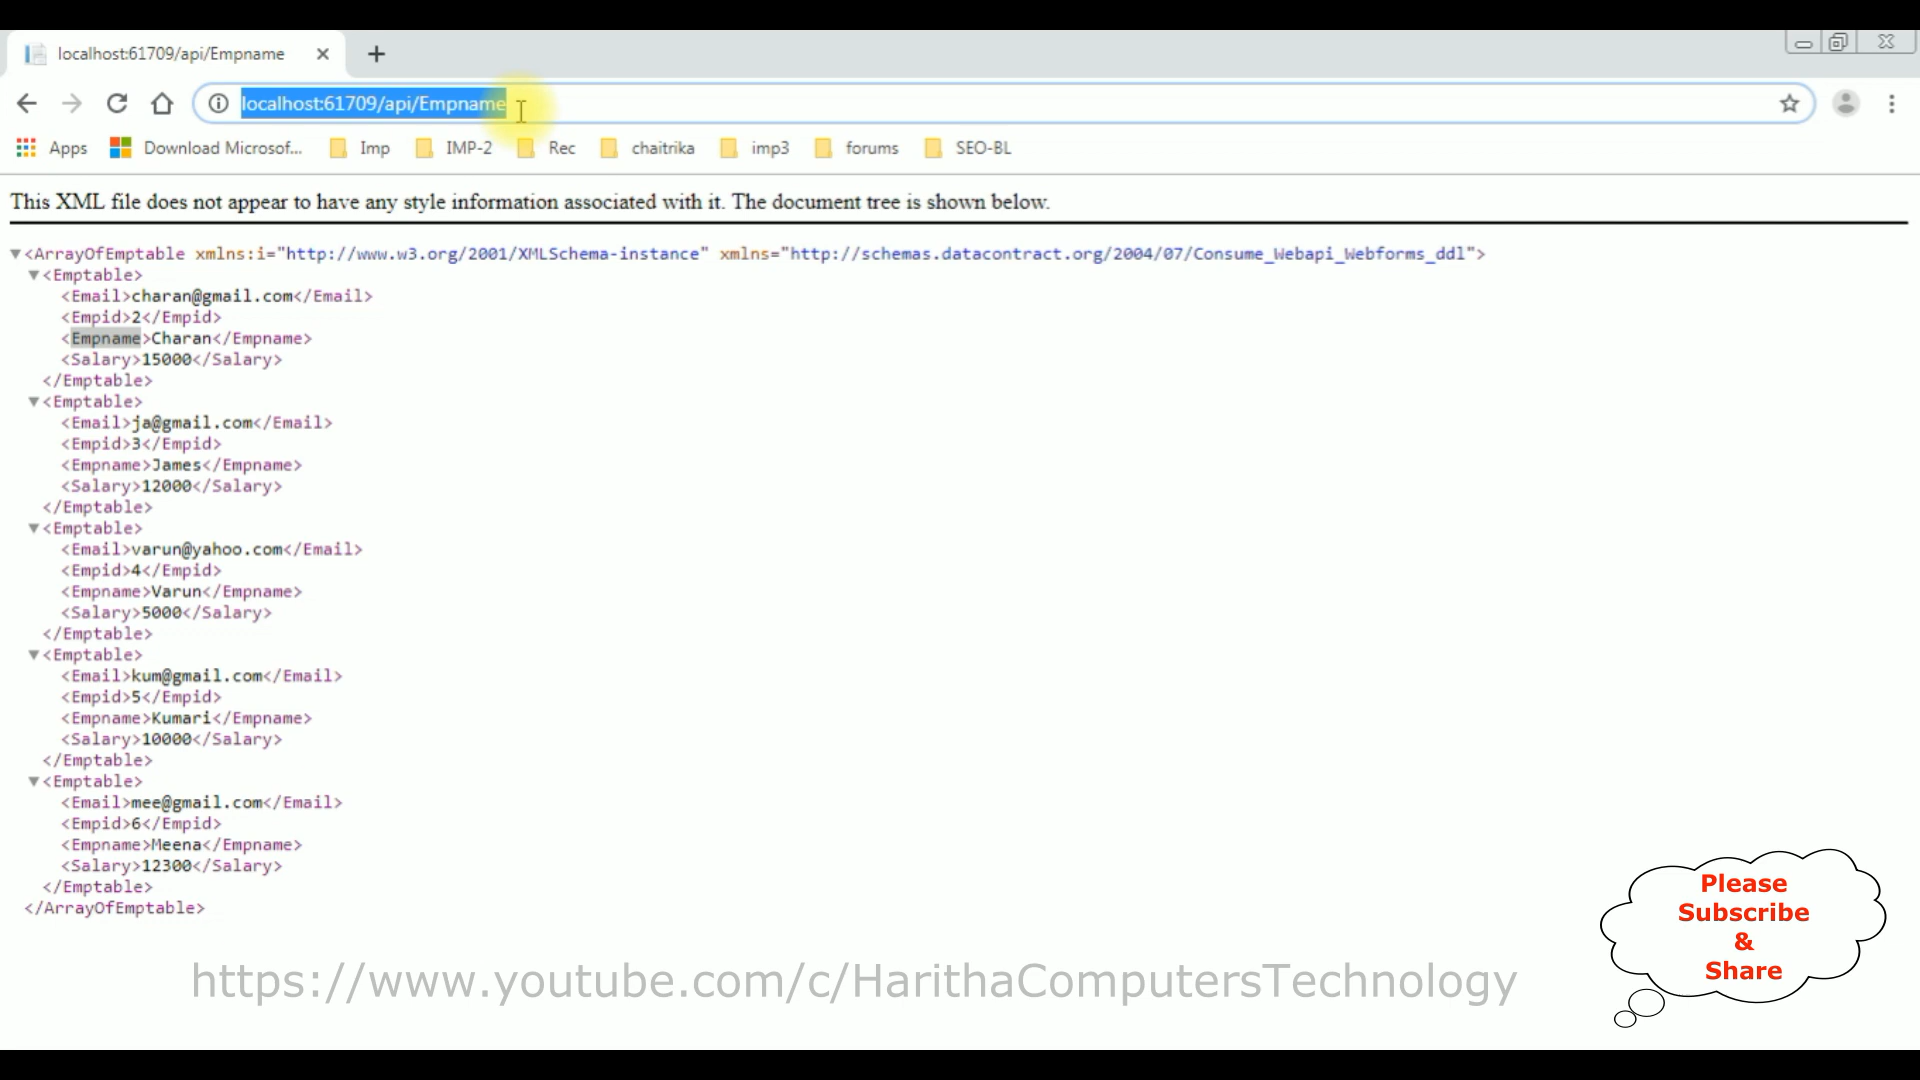 localhost:61709/api/Empname
localhost:61709/api/Empname
Apps Download Microsof... Imp IMP-2 Rec chaitrika imp3 forums SEO-BL
This XML file does not appear to have any style information associated with it. The document tree is shown below.
▼<ArrayOfEmptable xmlns:i="http://www.w3.org/2001/XMLSchema-instance" xmlns="http://schemas.datacontract.org/2004/07/Consume_Webapi_Webforms_ddl">
▼<Emptable>
<Email>charan@gmail.com</Email>
<Empid>2</Empid>
<Empname>Charan</Empname>
<Salary>15000</Salary>
</Emptable>
▼<Emptable>
<Email>ja@gmail.com</Email>
<Empid>3</Empid>
<Empname>James</Empname>
<Salary>12000</Salary>
</Emptable>
▼<Emptable>
<Email>varun@yahoo.com</Email>
<Empid>4</Empid>
<Empname>Varun</Empname>
<Salary>5000</Salary>
</Emptable>
▼<Emptable>
<Email>kum@gmail.com</Email>
<Empid>5</Empid>
<Empname>Kumari</Empname>
<Salary>10000</Salary>
</Emptable>
▼<Emptable>
<Email>mee@gmail.com</Email>
<Empid>6</Empid>
<Empname>Meena</Empname>
<Salary>12300</Salary>
</Emptable>
</ArrayOfEmptable>
Please
Subscribe
&
Share
https://www.youtube.com/c/HarithaComputersTechnology